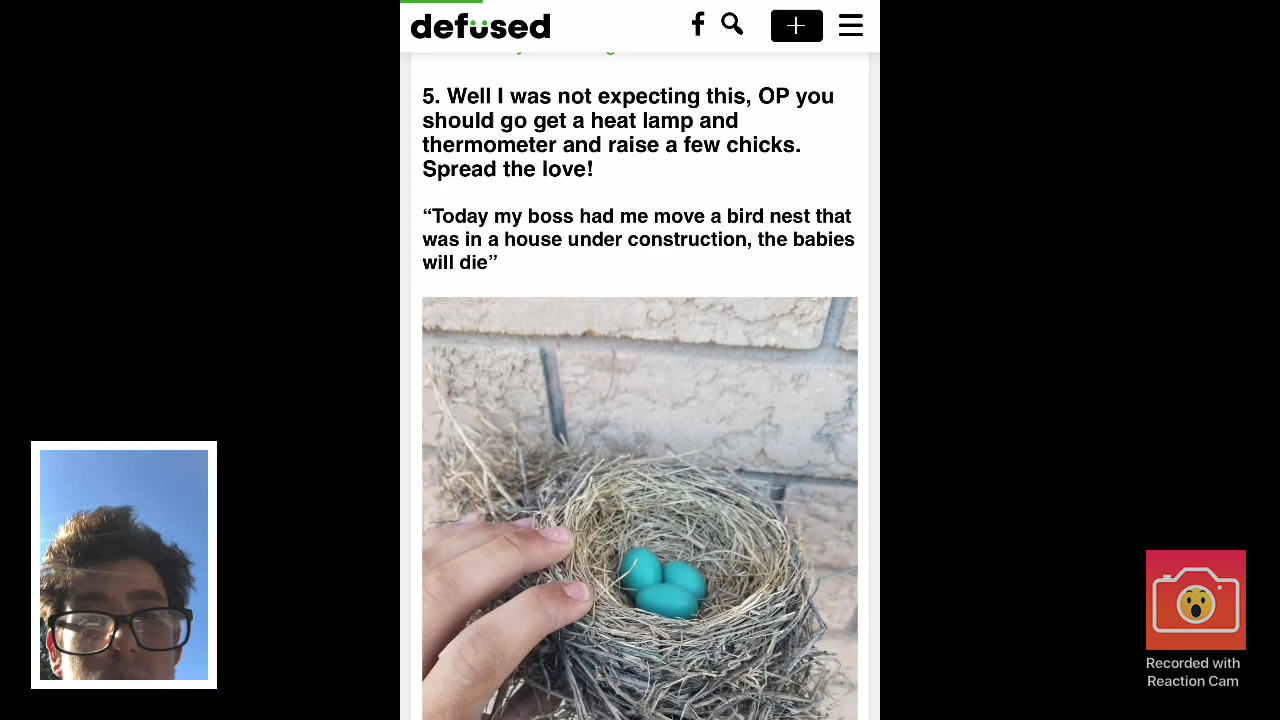 defüsed
5. Well I was not expecting this, OP you
should go get a heat lamp and
thermometer and raise a few chicks.
Spread the love!
“Today my boss had me move a bird nest that
was in a house under construction, the babies
will die”
Recorded with
Reaction Cam